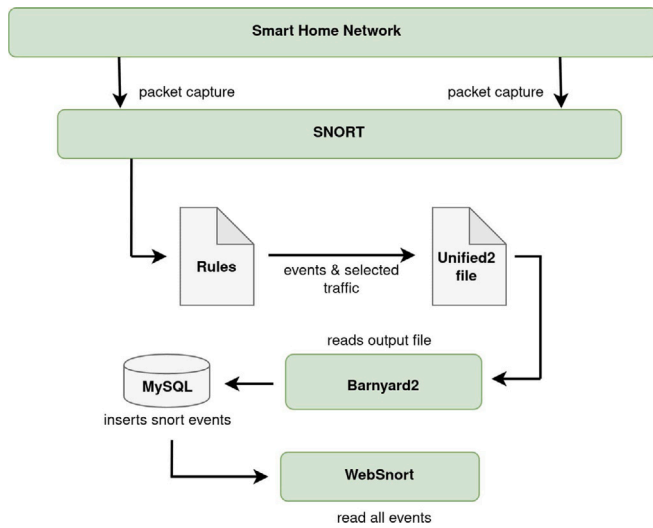 Smart Home Network
packet capture
packet capture
SNORT
Rules
events & selected
traffic
Unified2
file
reads output file
Barnyard2
MySQL
inserts snort events
WebSnort
read all events